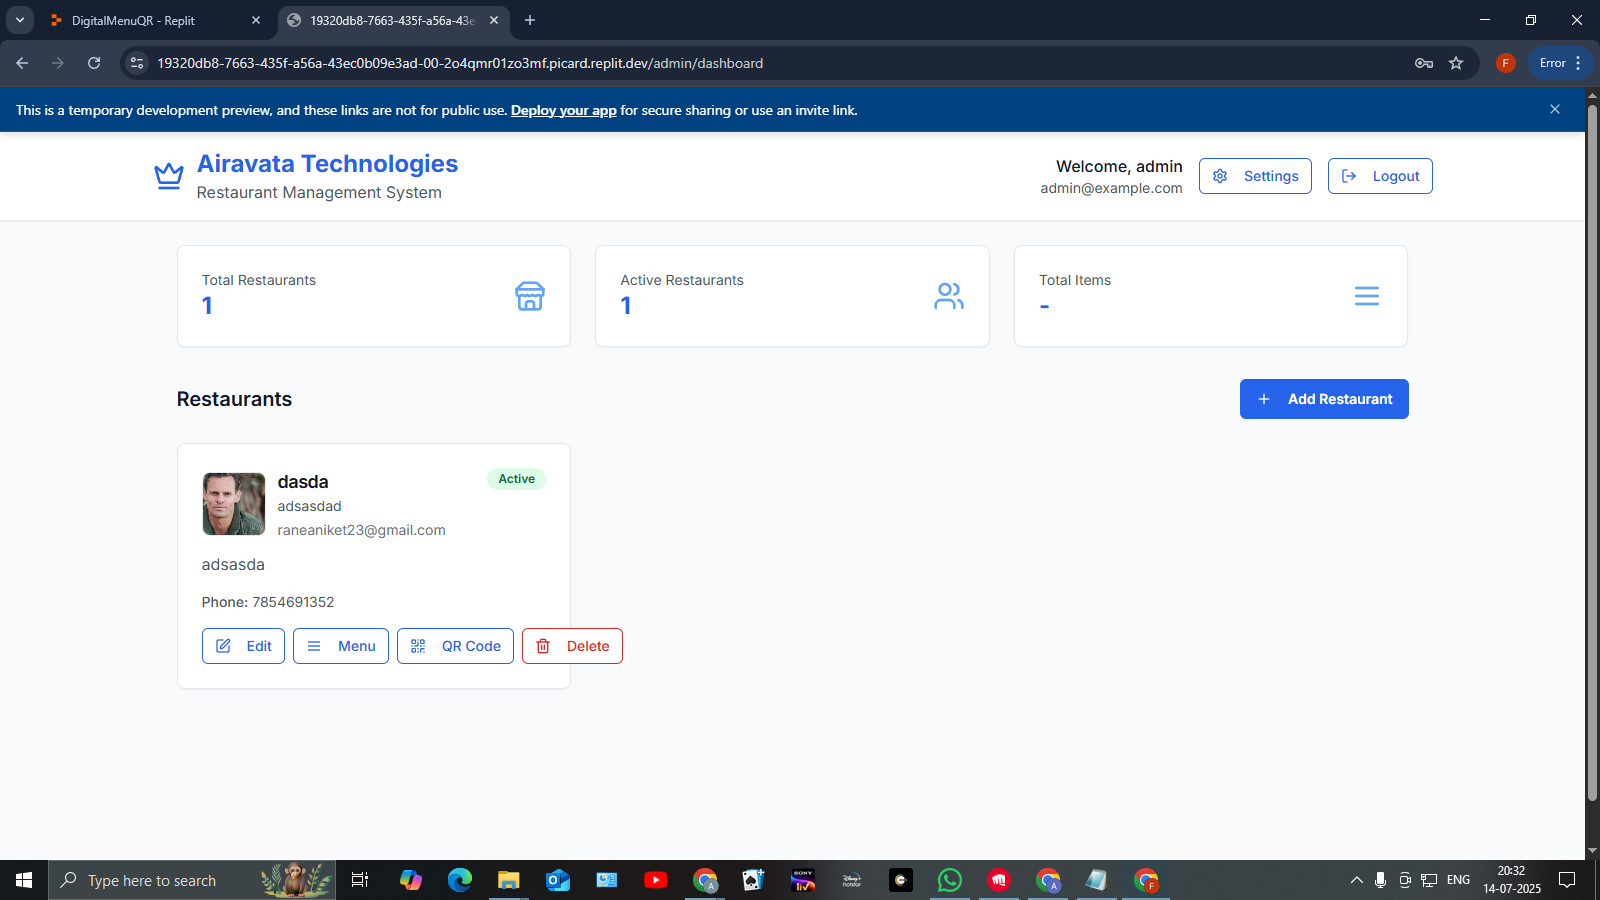 DigitalMenuQR - Replit
19320db8-7663-435f-a56a-43e
19320db8-7663-435f-a56a-43ec0b09e3ad-00-2o4qmr01zo3mf.picard.replit.dev/admin/dashboard
F
Error
This is a temporary development preview, and these links are not for public use. Deploy your app for secure sharing or use an invite link.
Airavata Technologies
Restaurant Management System
Welcome, admin
admin@example.com
Settings
Logout
Total Restaurants
1
Active Restaurants
1
Total Items
-
Restaurants
Add Restaurant
dasda
Active
adsasdad
raneaniket23@gmail.com
adsasda
Phone: 7854691352
Edit
Menu
QR Code
Delete
Type here to search
A
SONY
liv
Disney+
hotstar
A
F
ENG
20:32
14-07-2025